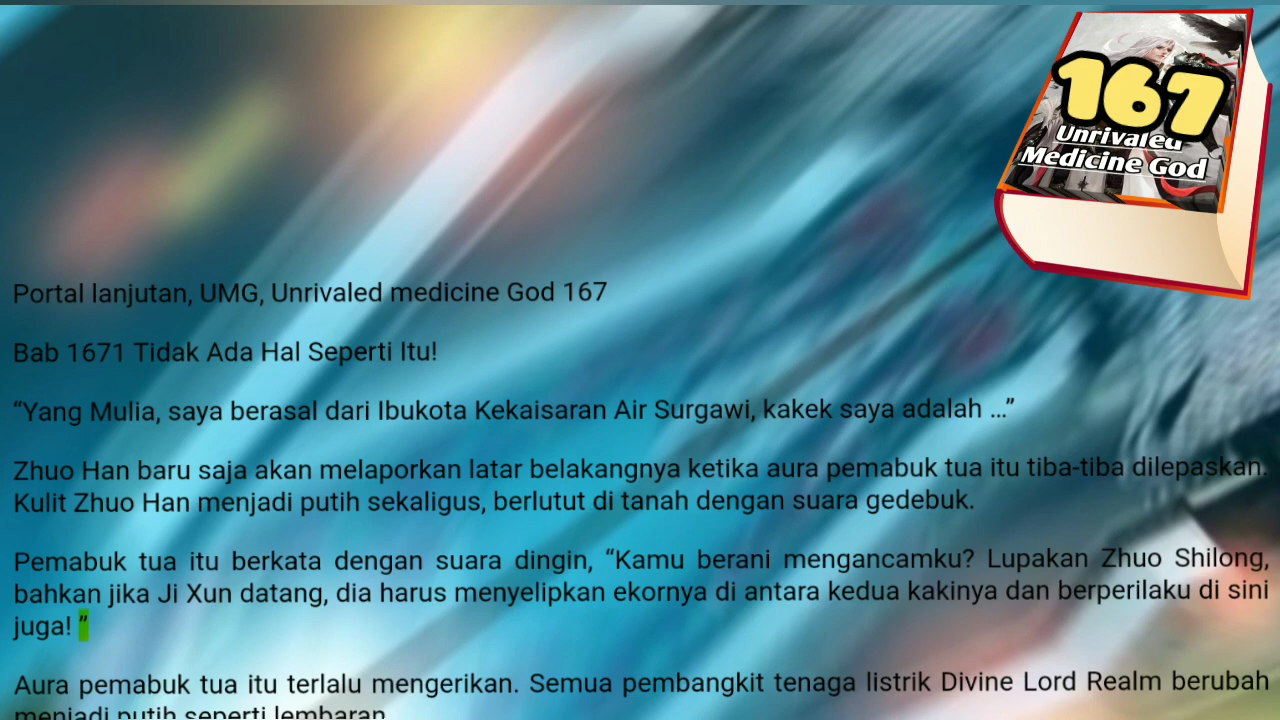 167
Unrivaled
Medicine God
Portal lanjutan, UMG, Unrivaled medicine God 167
Bab 1671 Tidak Ada Hal Seperti Itu!
“Yang Mulia, saya berasal dari Ibukota Kekaisaran Air Surgawi, kakek saya adalah ...”
Zhuo Han baru saja akan melaporkan latar belakangnya ketika aura pemabuk tua itu tiba-tiba dilepaskan.
Kulit Zhuo Han menjadi putih sekaligus, berlutut di tanah dengan suara gedebuk.
Pemabuk tua itu berkata dengan suara dingin, “Kamu berani mengancamku? Lupakan Zhuo Shilong,
bahkan jika Ji Xun datang, dia harus menyelipkan ekornya di antara kedua kakinya dan berperilaku di sini
juga! ”
Aura pemabuk tua itu terlalu mengerikan. Semua pembangkit tenaga listrik Divine Lord Realm berubah
menjadi putih seperti lembaran.